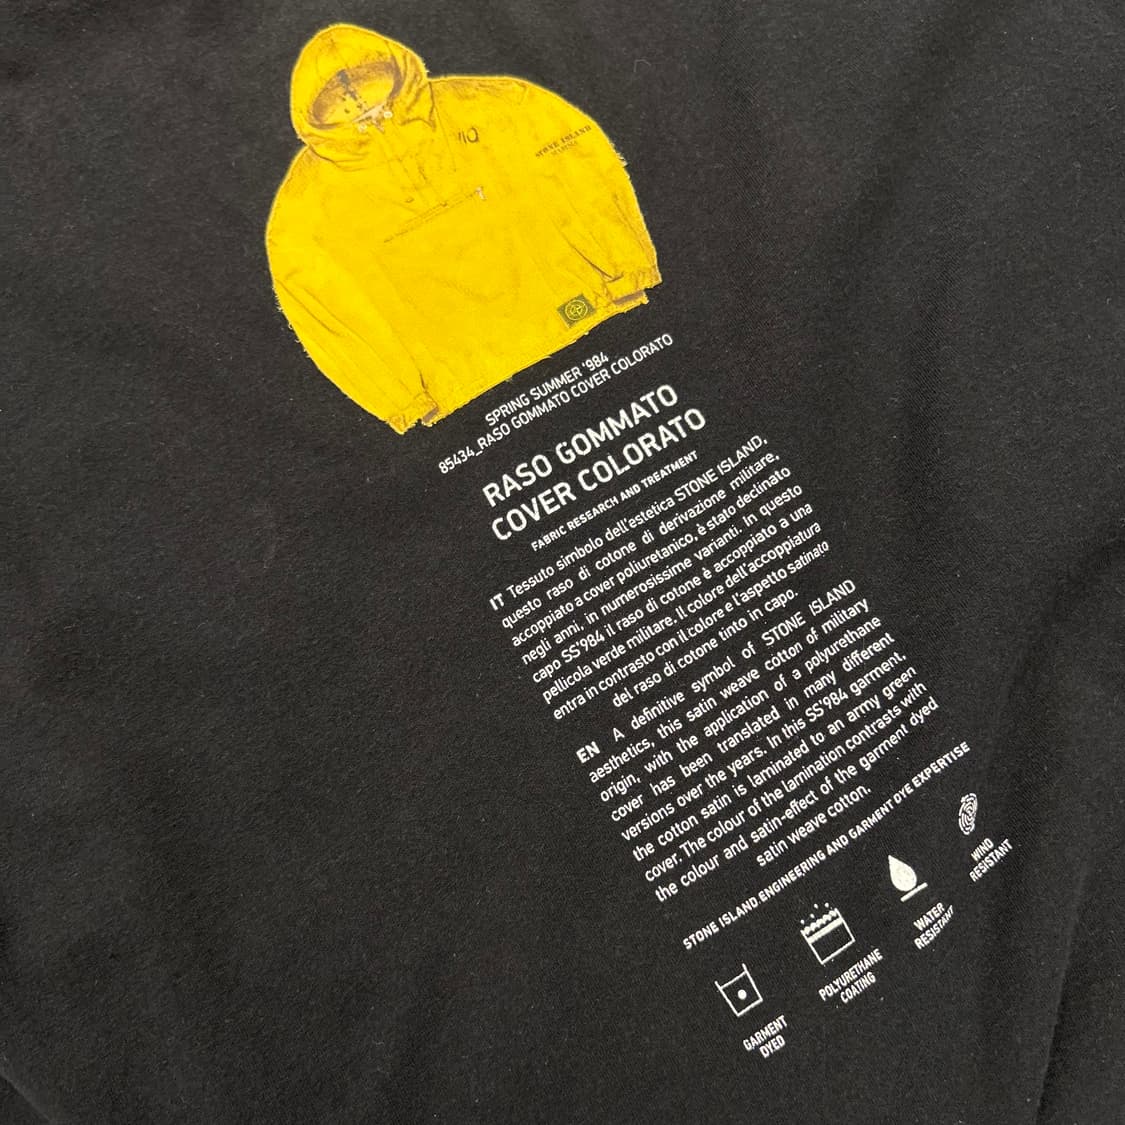 STONE ISLAND
MARINA
SPRING SUMMER '984
85434_RASO GOMMATO COVER COLORATO
RASO GOMMATO
COVER COLORATO
FABRIC RESEARCH AND TREATMENT
IT Tessuto simbolo dell'estetica STONE ISLAND,
questo raso di cotone di derivazione militare,
accoppiato a cover poliuretanico, è stato declinato
negli anni, in numerosissime varianti. In questo
capo SS'984 il raso di cotone è accoppiato a una
pellicola verde militare. Il colore dell'accoppiatura
entra in contrasto con il colore e l'aspetto satinato
del raso di cotone tinto in capo.
EN A definitive symbol of STONE ISLAND
aesthetics, this satin weave cotton of military
origin, with the application of a polyurethane
cover has been translated in many different
versions over the years. In this SS'984 garment,
the cotton satin is laminated to an army green
cover. The colour of the lamination contrasts with
the colour and satin-effect of the garment dyed
satin weave cotton.
STONE ISLAND ENGINEERING AND GARMENT DYE EXPERTISE
GARMENT
DYED
POLYURETHANE
COATING
WATER
RESISTANT
WIND
RESISTANT